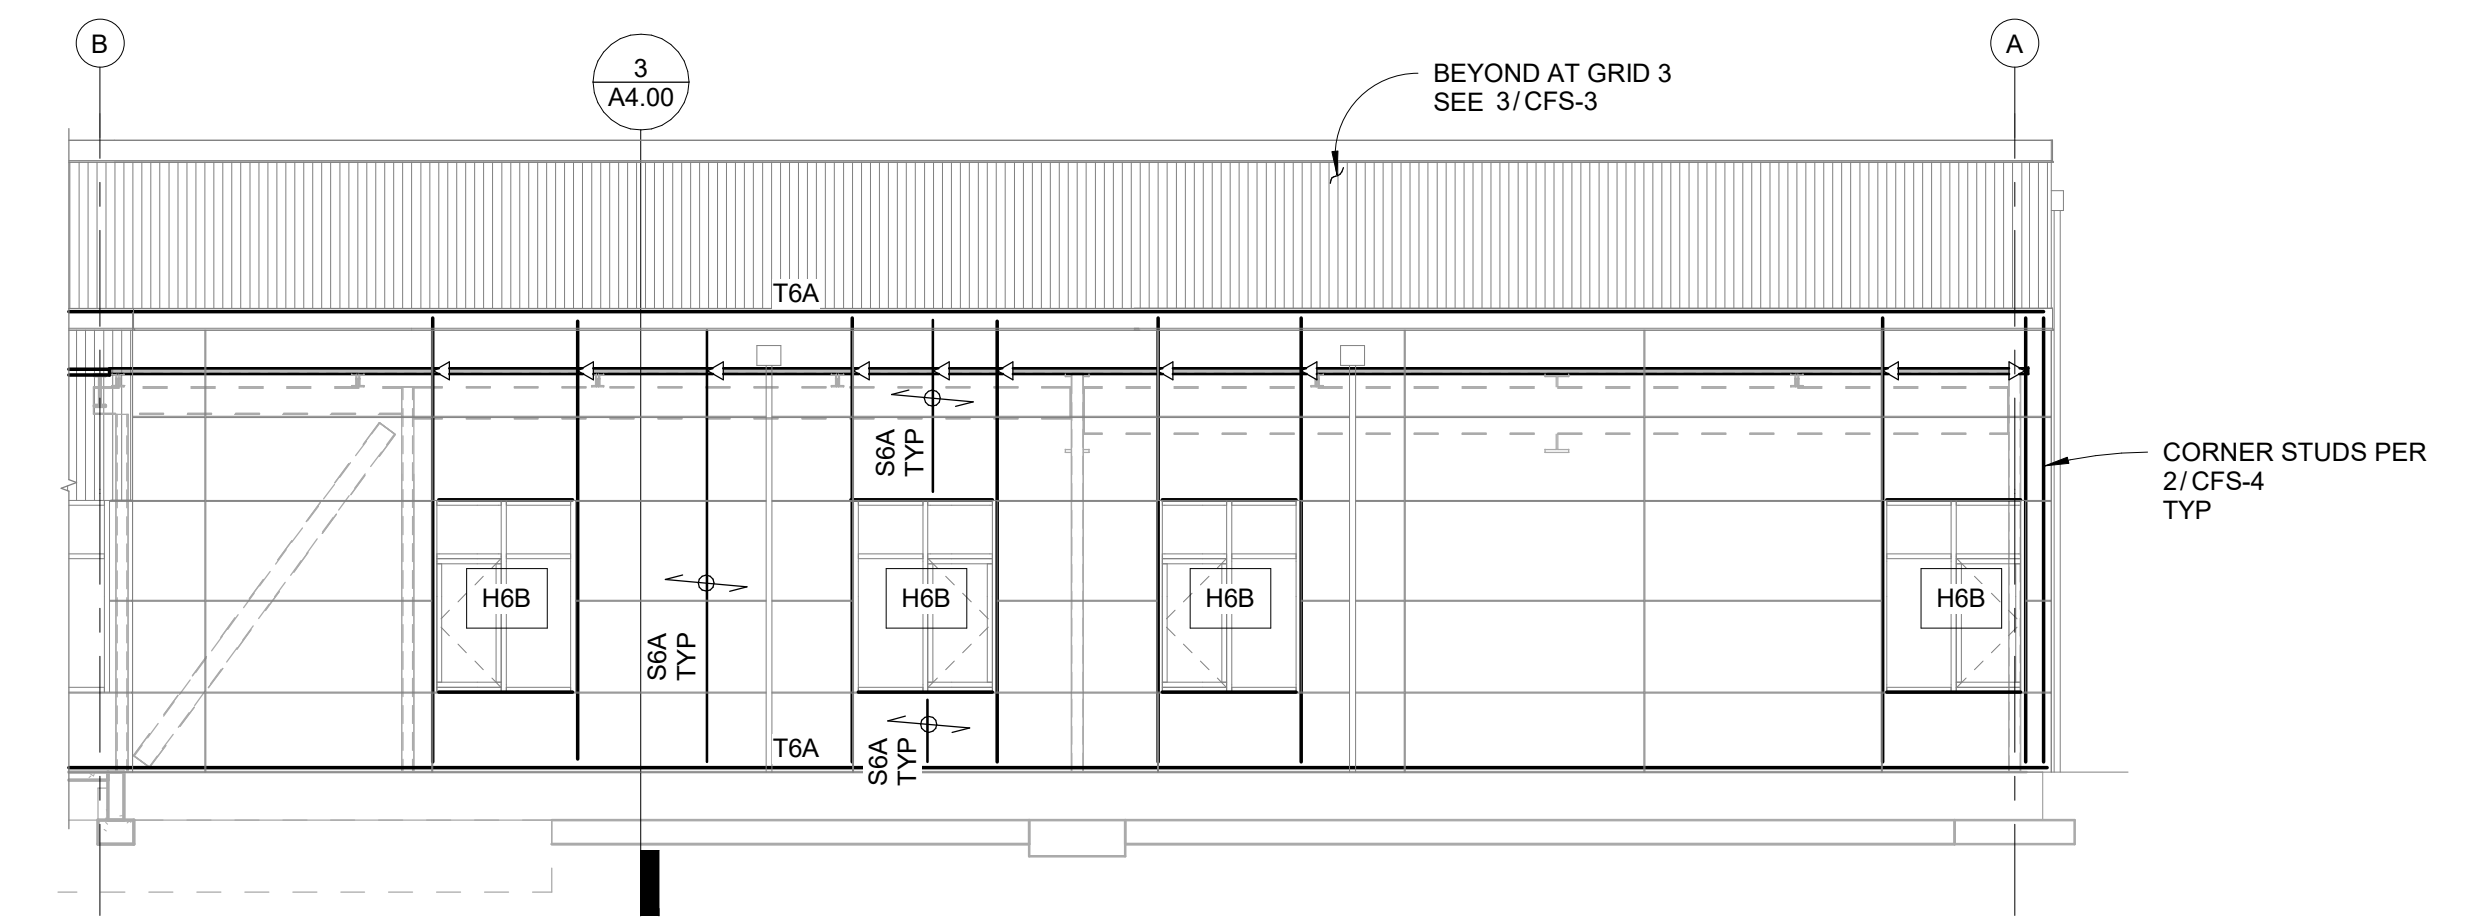 B
3
A4.00
A
BEYOND AT GRID 3
SEE 3/CFS-3
T6A
S6A
TYP
CORNER STUDS PER
2/CFS-4
TYP
H6B
H6B
H6B
H6B
S6A
TYP
T6A
S6A
TYP